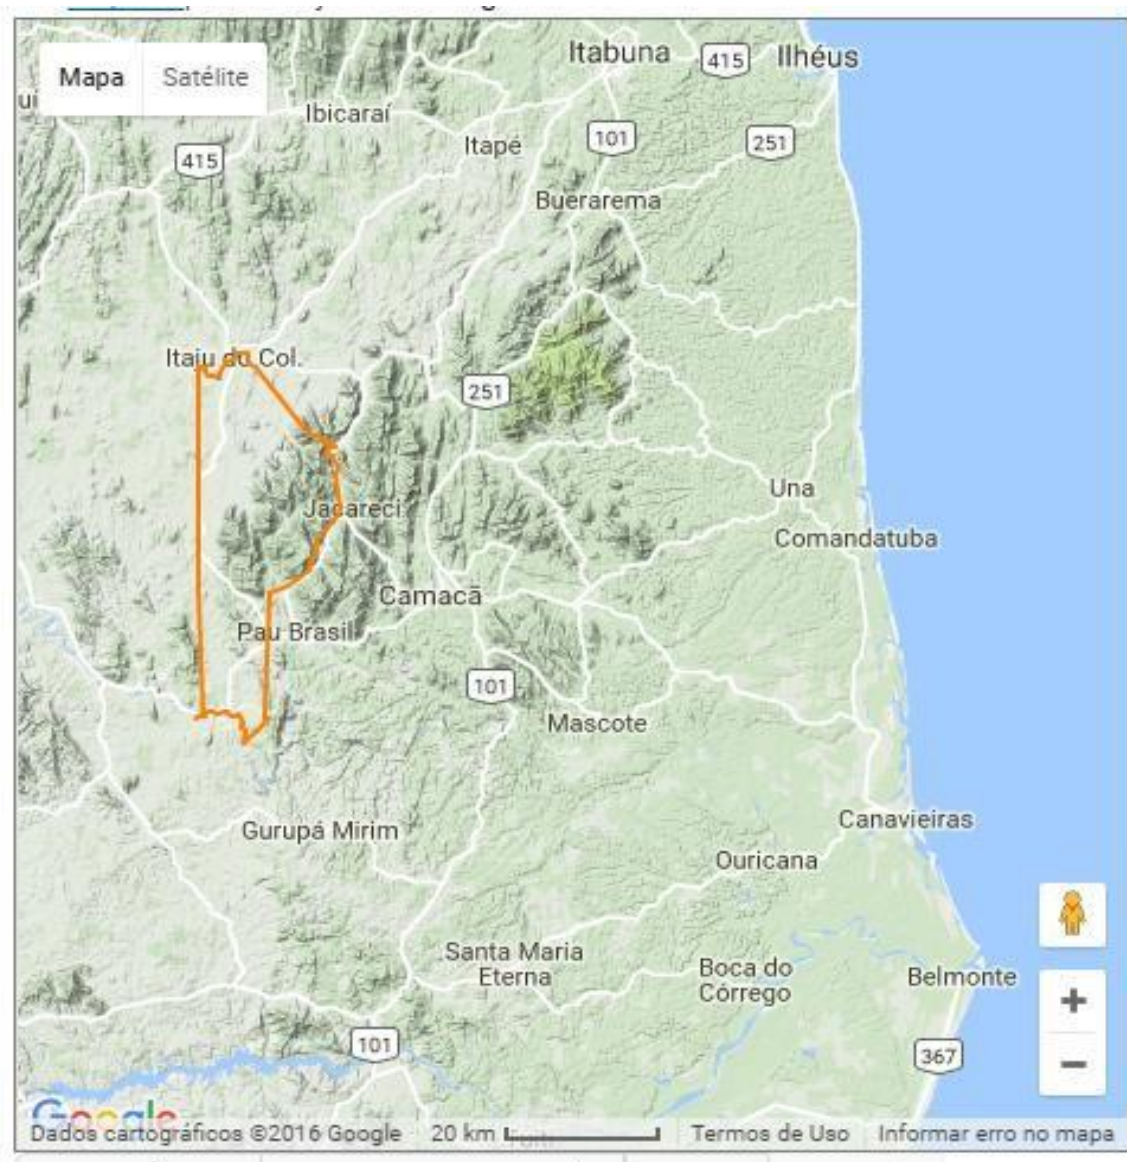 Mapa Satélite
Itabuna
415
Ilhéus
Ibicaraí
101
251
Itapé
415
Buerarema
Itaju do Col.
251
Una
Jacareci
Comandatuba
Camacã
Pau Brasil
101
Mascote
Canavieiras
Gurupá Mirim
Ouricana
Santa Maria
Eterna
Boca do
Córrego
Belmonte
+
101
367
−
Google
Dados cartográficos ©2016 Google 20 km Termos de Uso Informar erro no mapa